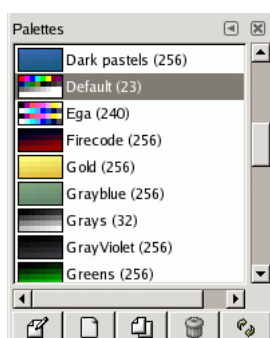 Palettes
Dark pastels (256)
Default (23)
Ega (240)
Firecode (256)
Gold (256)
Grayblue (256)
Grays (32)
GrayViolet (256)
Greens (256)